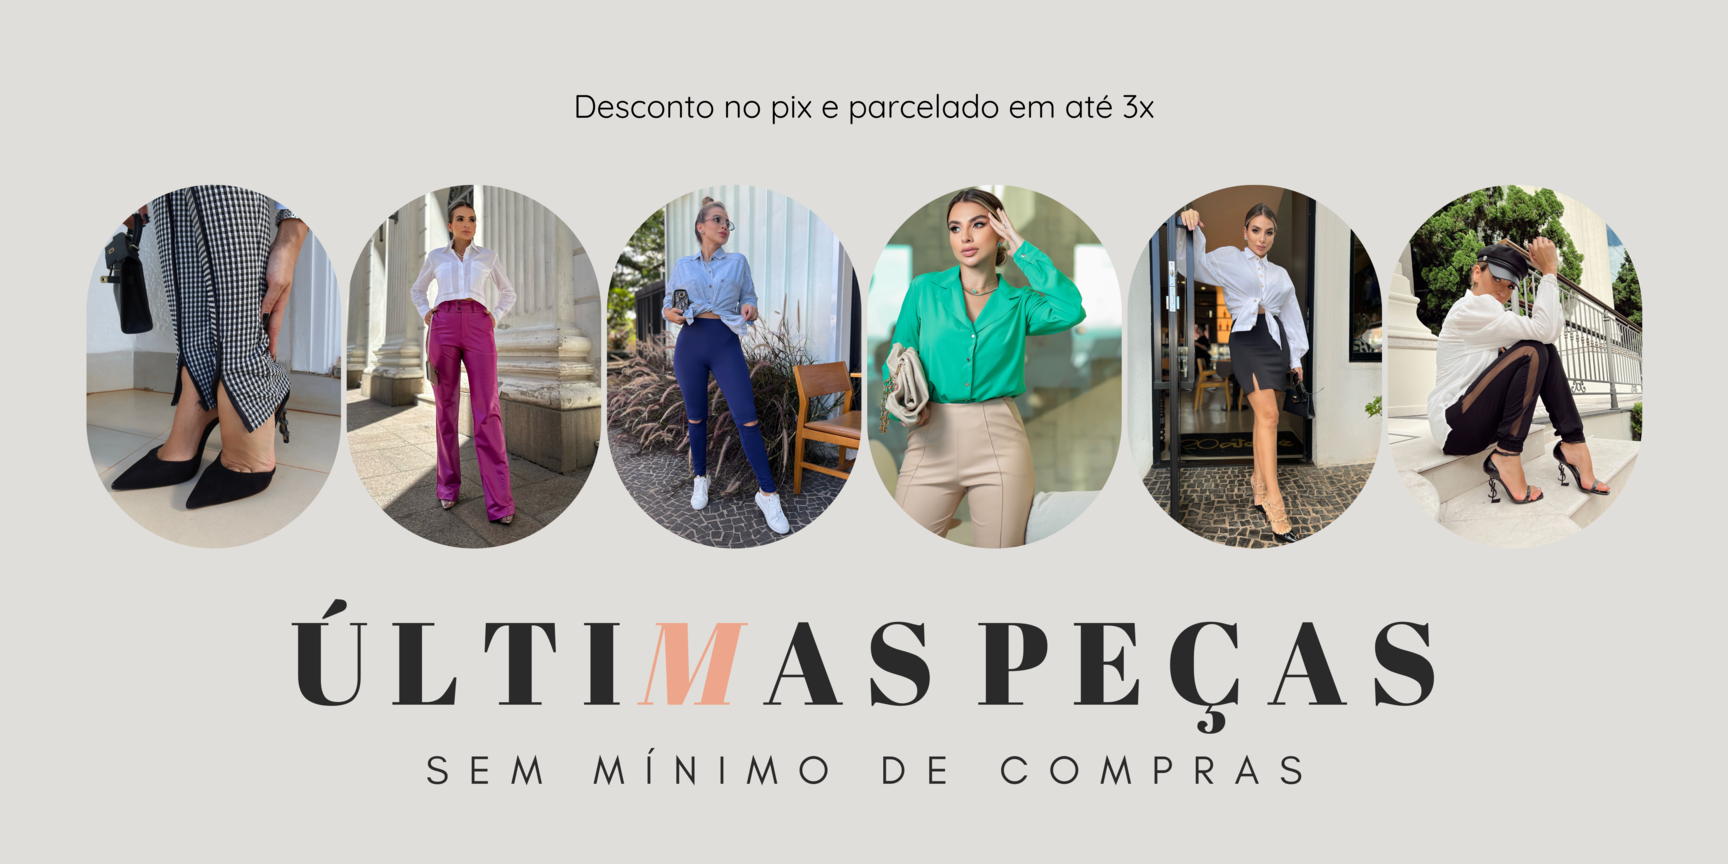 Desconto no pix e parcelado em até 3x
ÚLTIMAS PEÇAS
SEM MÍNIMO DE COMPRAS